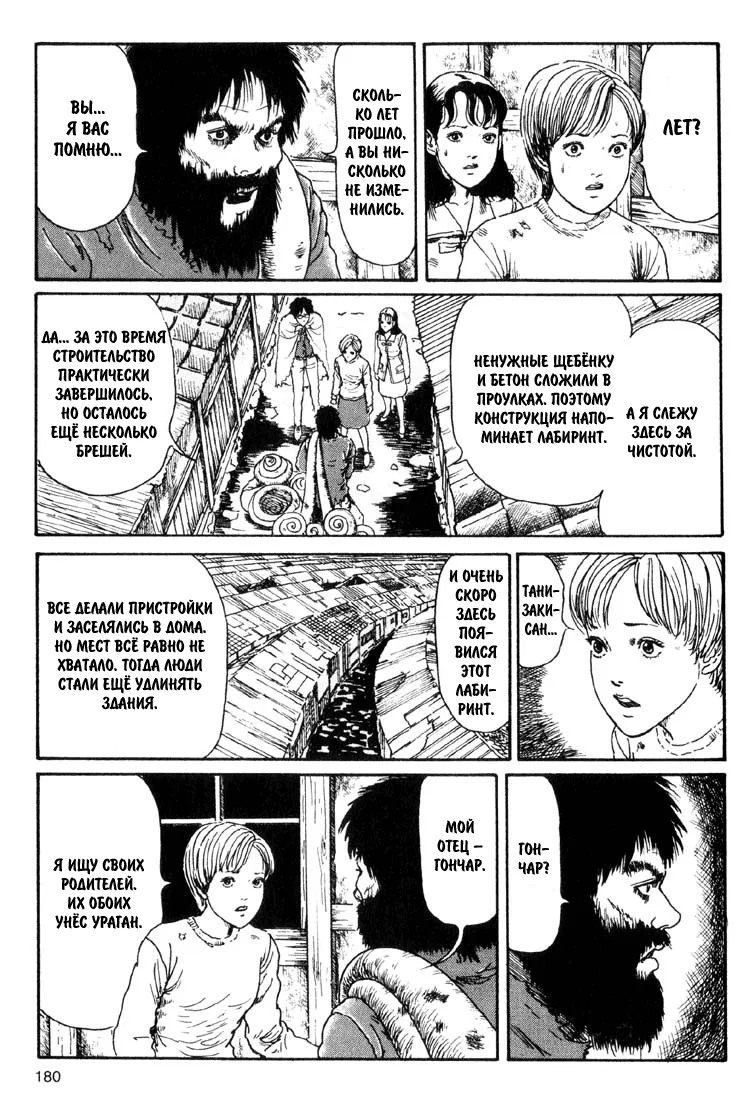 ВЫ...
Я ВАС
ПОМНЮ...
СКОЛЬ-
КО ЛЕТ
ПРОШЛО,
А ВЫ НИ-
СКОЛЬКО
НЕ ИЗМЕ-
НИЛИСЬ.
ЛЕТ?
ДА... ЗА ЭТО ВРЕМЯ
СТРОИТЕЛЬСТВО
ПРАКТИЧЕСКИ
ЗАВЕРШИЛОСЬ,
НО ОСТАЛОСЬ
ЕЩЁ НЕСКОЛЬКО
БРЕШЕЙ.
НЕНУЖНЫЕ ЩЕБЁНКУ
И БЕТОН СЛОЖИЛИ В
ПРОУЛКАХ. ПОЭТОМУ
КОНСТРУКЦИЯ НАПО-
МИНАЕТ ЛАБИРИНТ.
А Я СЛЕЖУ
ЗДЕСЬ ЗА
ЧИСТОТОЙ.
ВСЕ ДЕЛАЛИ ПРИСТРОЙКИ
И ЗАСЕЛЯЛИСЬ В ДОМА.
НО МЕСТ ВСЁ РАВНО НЕ
ХВАТАЛО. ТОГДА ЛЮДИ
СТАЛИ ЕЩЁ УДЛИНЯТЬ
ЗДАНИЯ.
И ОЧЕНЬ
СКОРО
ЗДЕСЬ
ПОЯ-
ВИЛСЯ
ЭТОТ
ЛАБИ-
РИНТ.
ТАНИ-
ЗАКИ-
САН...
Я ИЩУ СВОИХ
РОДИТЕЛЕЙ.
ИХ ОБОИХ
УНЁС УРАГАН.
МОЙ
ОТЕЦ –
ГОНЧАР.
ГОН-
ЧАР?
180